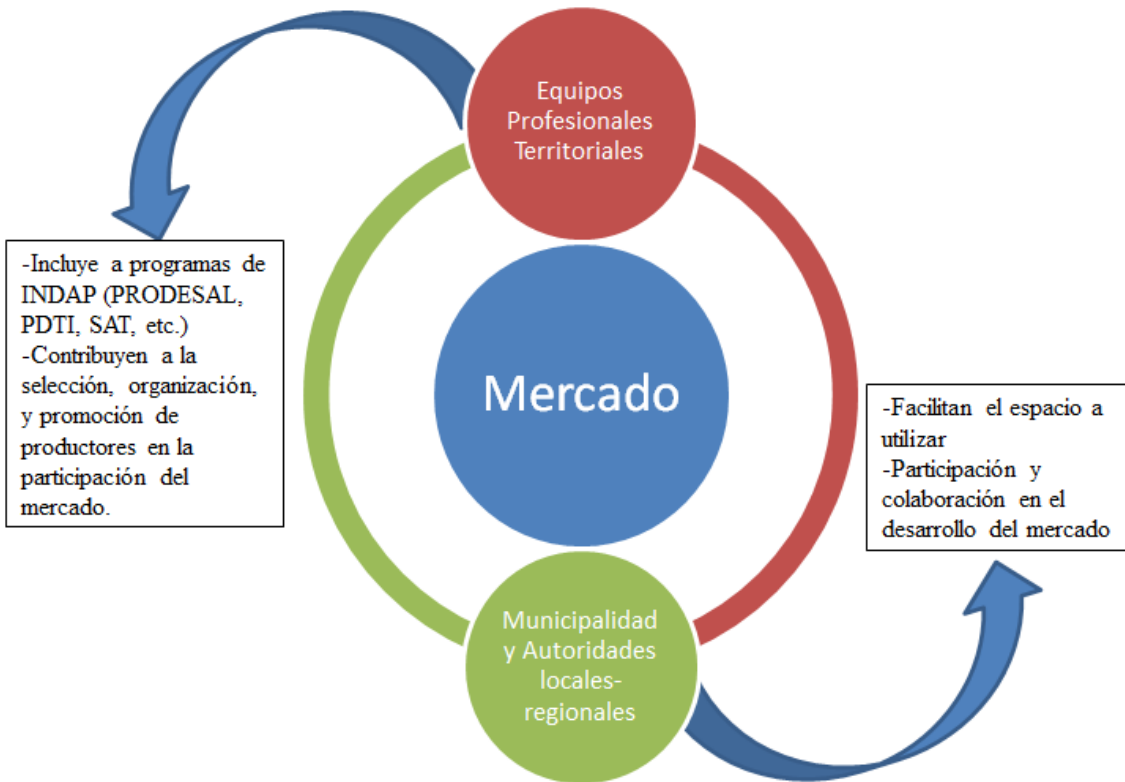 Equipos
Profesionales
Territoriales
-Incluye a programas de
INDAP (PRODESAL,
PDTI, SAT, etc.)
-Contribuyen a la
selección, organización,
y promoción de
productores en la
participación del
mercado.
Mercado
-Facilitan el espacio a
utilizar
-Participación y
colaboración en el
desarrollo del mercado
Municipalidad
y Autoridades
locales-
regionales